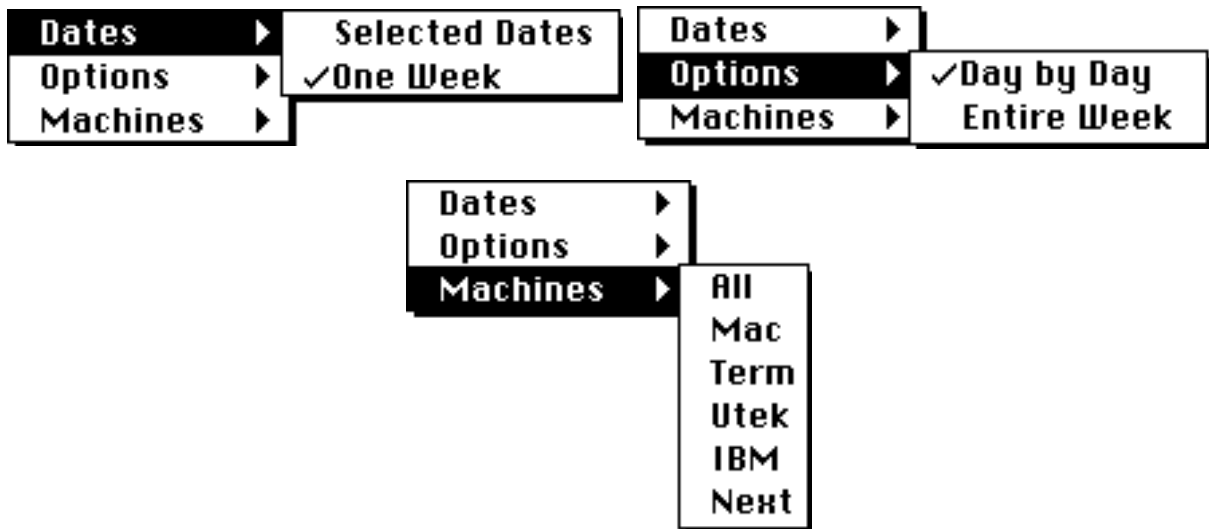 Dates
Options
Machines
Selected Dates
✓One Week
Dates
Options
Machines
✓Day by Day
Entire Week
Dates
Options
Machines
All
Mac
Term
Utek
IBM
Next